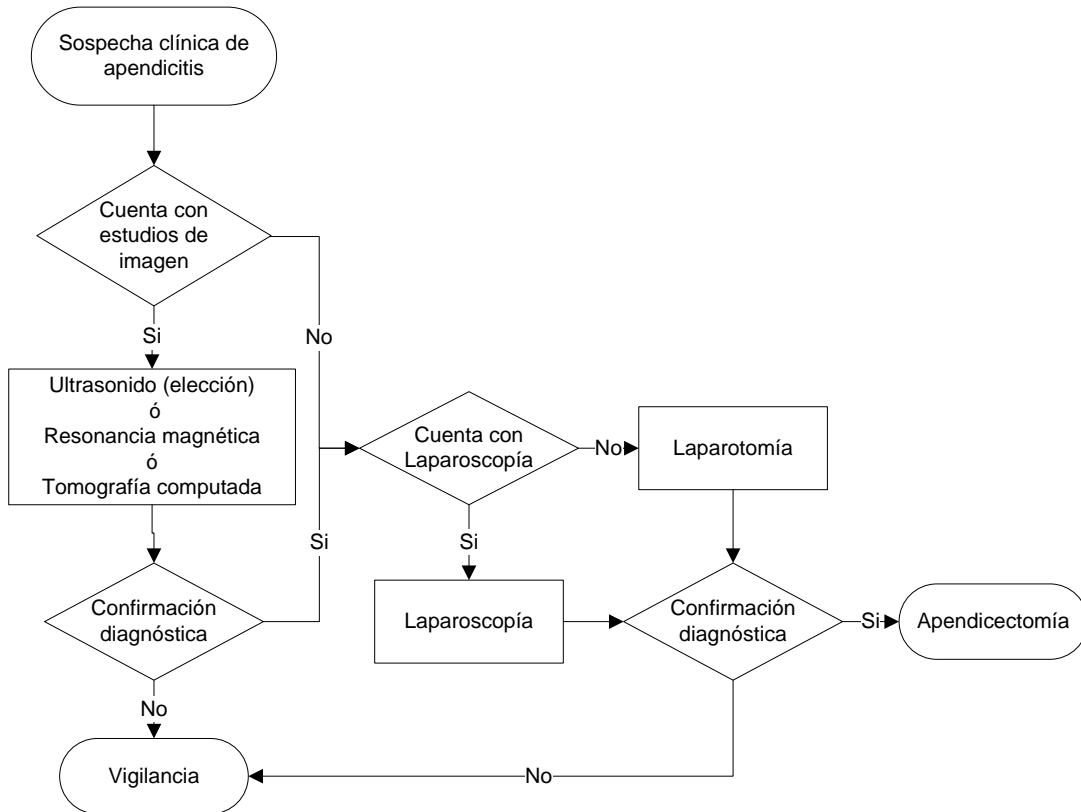 Sospecha clínica de
apendicitis
Cuenta con
estudios de
imagen
Si
No
Ultrasonido (elección)
ó
Resonancia magnética
ó
Tomografía computada
Cuenta con
Laparoscopía
No
Laparotomía
Si
Si
Confirmación
diagnóstica
Laparoscopía
Confirmación
diagnóstica
Si
Apendicectomía
No
Vigilancia
No